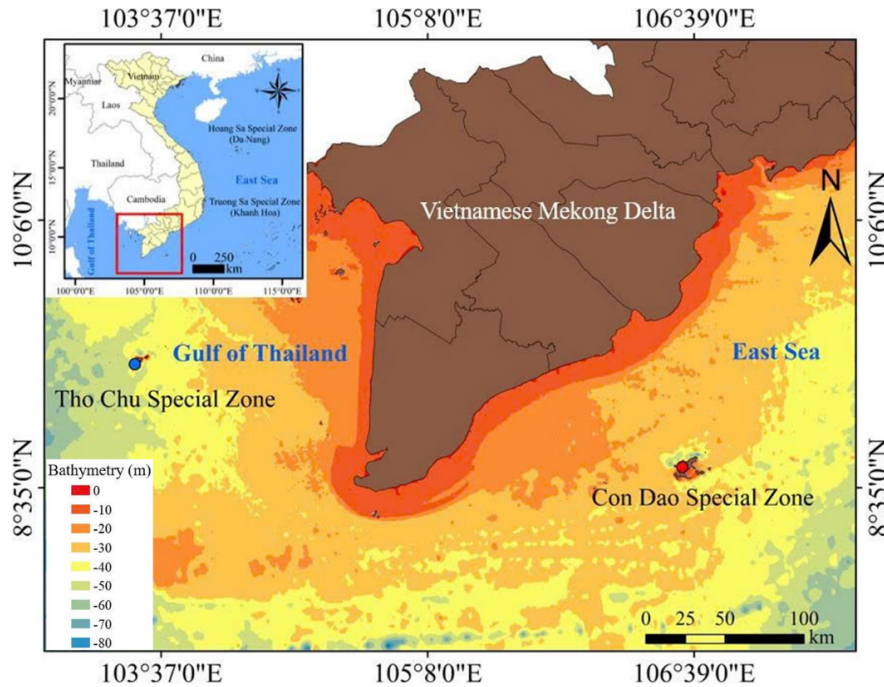 103°37'0"E 105°8'0"E 106°39'0"E
China
Vietnam
Myanmar
Laos
Hoang Sa Special Zone
(Da-Nang)
Thailand
East Sea
Cambodia
Truong Sa Special Zone
(Khanh Hoa)
Gulf of Thailand
0 250
km
20°0'0"N
15°0'0"N
10°0'0"N
100°0'0"E 105°0'0"E 110°0'0"E 115°0'0"E
10°6'0"N
10°6'0"N
N
Vietnamese Mekong Delta
Gulf of Thailand
East Sea
Tho Chu Special Zone
Con Dao Special Zone
8°35'0"N
8°35'0"N
Bathymetry (m)
0
-10
-20
-30
-40
-50
-60
-70
-80
0 25 50 100
km
103°37'0"E 105°8'0"E 106°39'0"E